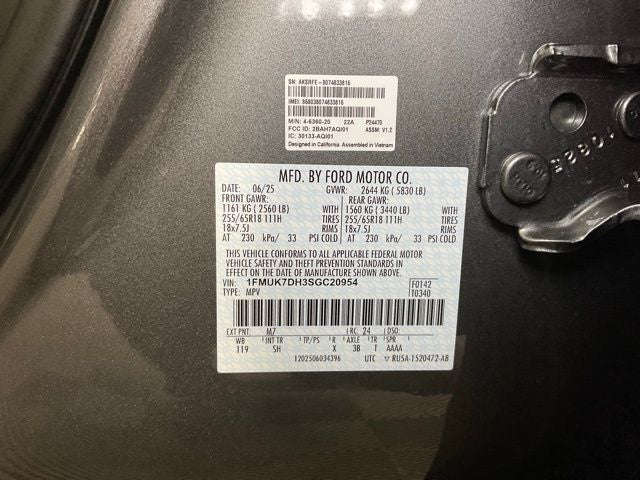 SN: AKSRFE-8074833816
IMEI: 868038074833816
M/N: 4-6360-20 22A P24470
FCC ID: 2BAH7AQI01 ASSM: V1.2
IC: 30133-AQI01
Designed in California Assembled in Vietnam
MFD. BY FORD MOTOR CO.
DATE: 06/25 GVWR: 2644 KG ( 5830 LB)
FRONT GAWR: REAR GAWR:
1161 KG ( 2560 LB) WITH 1560 KG ( 3440 LB) WITH
255/65R18 111H TIRES 255/65R18 111H TIRES
18x7.5J RIMS 18x7.5J RIMS
AT 230 kPa/ 33 PSI COLD AT 230 kPa/ 33 PSI COLD
THIS VEHICLE CONFORMS TO ALL APPLICABLE FEDERAL MOTOR
VEHICLE SAFETY AND THEFT PREVENTION STANDARDS IN EFFECT
ON THE DATE OF MANUFACTURE SHOWN ABOVE.
VIN: 1FMUK7DH3SGC20954 F0142
TYPE: MPV T0340
EXT PNT: M7 RC: 24 DSO:
WB INT TR TP/PS R AXLE TR SPR
119 SH X 3B T AAAA
1202506034396 UTC RU5A-1520472-AB